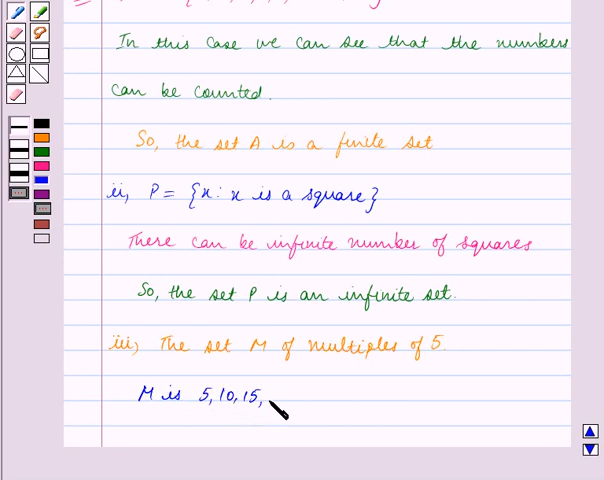 In this case we can see that the numbers
can be counted.
So, the set A is a finite set
ii, P = {x : x is a square}
There can be infinite number of squares
So, the set P is an infinite set.
iii, The set M of multiples of 5.
M is 5, 10, 15,